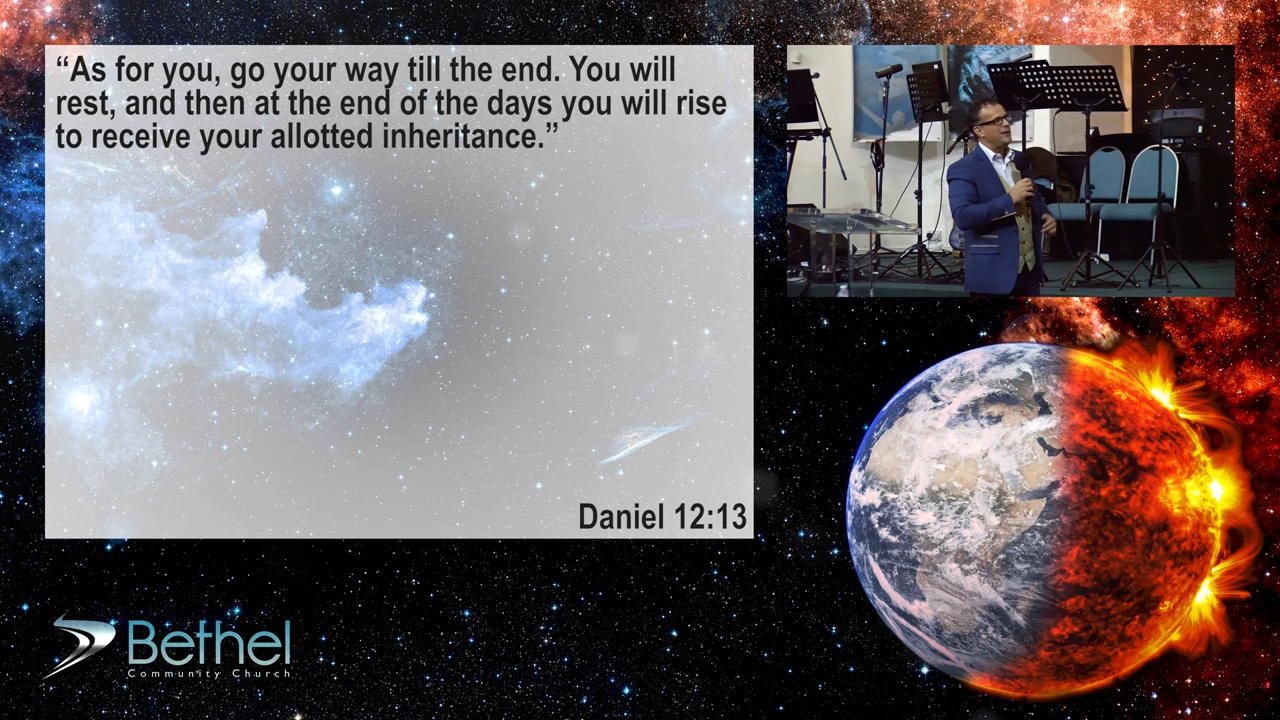 “As for you, go your way till the end. You will
rest, and then at the end of the days you will rise
to receive your allotted inheritance.”
Daniel 12:13
Bethel
Community Church